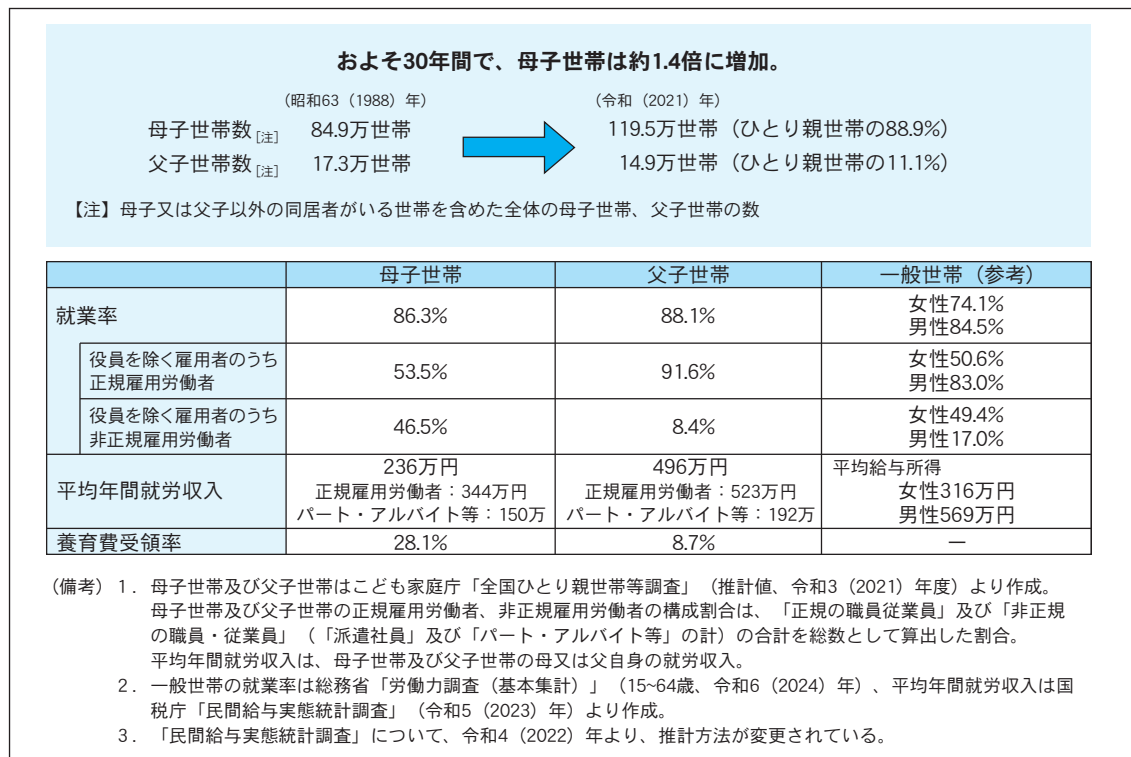 およそ30年間で、母子世帯は約1.4倍に増加。
（昭和63（1988）年） （令和（2021）年）
母子世帯数［注］ 84.9万世帯 119.5万世帯（ひとり親世帯の88.9%）
父子世帯数［注］ 17.3万世帯 14.9万世帯（ひとり親世帯の11.1%）
【注】母子又は父子以外の同居者がいる世帯を含めた全体の母子世帯、父子世帯の数
母子世帯 父子世帯 一般世帯（参考）
就業率 86.3% 88.1% 女性74.1%
男性84.5%
役員を除く雇用者のうち
正規雇用労働者 53.5% 91.6% 女性50.6%
男性83.0%
役員を除く雇用者のうち
非正規雇用労働者 46.5% 8.4% 女性49.4%
男性17.0%
平均年間就労収入 236万円 496万円 平均給与所得
正規雇用労働者：344万円 正規雇用労働者：523万円 女性316万円
パート・アルバイト等：150万 パート・アルバイト等：192万 男性569万円
養育費受領率 28.1% 8.7% －
（備考）1．母子世帯及び父子世帯はこども家庭庁「全国ひとり親世帯等調査」（推計値、令和3（2021）年度）より作成。
母子世帯及び父子世帯の正規雇用労働者、非正規雇用労働者の構成割合は、「正規の職員従業員」及び「非正規
の職員・従業員」（「派遣社員」及び「パート・アルバイト等」の計）の合計を総数として算出した割合。
平均年間就労収入は、母子世帯及び父子世帯の母又は父自身の就労収入。
2．一般世帯の就業率は総務省「労働力調査（基本集計）」（15~64歳、令和6（2024）年）、平均年間就労収入は国
税庁「民間給与実態統計調査」（令和5（2023）年）より作成。
3．「民間給与実態統計調査」について、令和4（2022）年より、推計方法が変更されている。